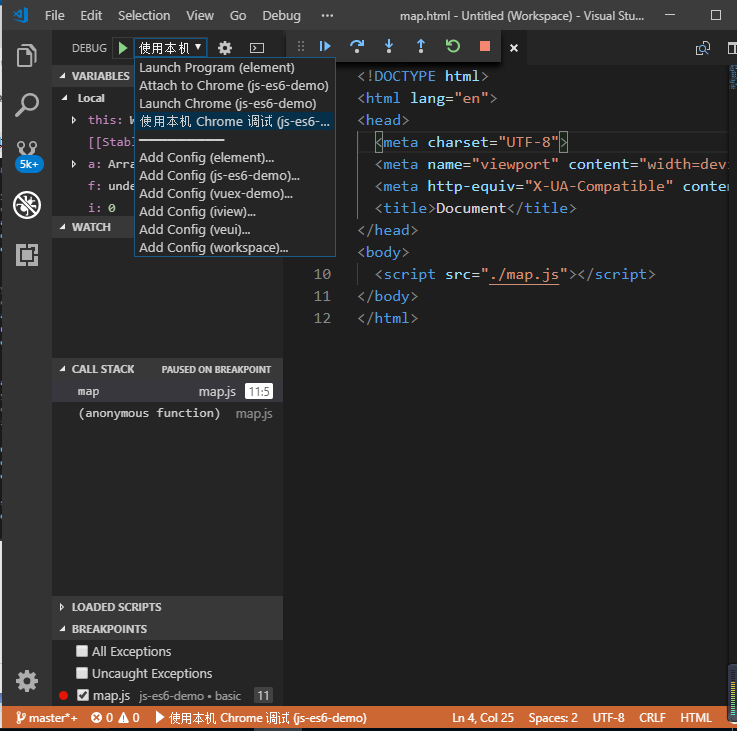 File Edit Selection View Go Debug ··· map.html - Untitled (Workspace) - Visual Stu...
DEBUG 使用本机
Launch Program (element)
Attach to Chrome (js-es6-demo)
Launch Chrome (js-es6-demo)
使用本机 Chrome 调试 (js-es6-...
Add Config (element)...
Add Config (js-es6-demo)...
Add Config (vuex-demo)...
Add Config (iview)...
Add Config (veui)...
Add Config (workspace)...
VARIABLES
Local
this:
[[Stab
a: Arra
f: unde
i: 0
WATCH
5k+
<!DOCTYPE html>
<html lang="en">
<head>
<meta charset="UTF-8">
<meta name="viewport" content="width=dev
<meta http-equiv="X-UA-Compatible" conten
<title>Document</title>
</head>
<body>
10 <script src="./map.js"></script>
11 </body>
12 </html>
CALL STACK PAUSED ON BREAKPOINT
map map.js 11:5
(anonymous function) map.js
LOADED SCRIPTS
BREAKPOINTS
All Exceptions
Uncaught Exceptions
map.js js-es6-demo • basic 11
master*+ 0 0 使用本机 Chrome 调试 (js-es6-demo) Ln 4, Col 25 Spaces: 2 UTF-8 CRLF HTML